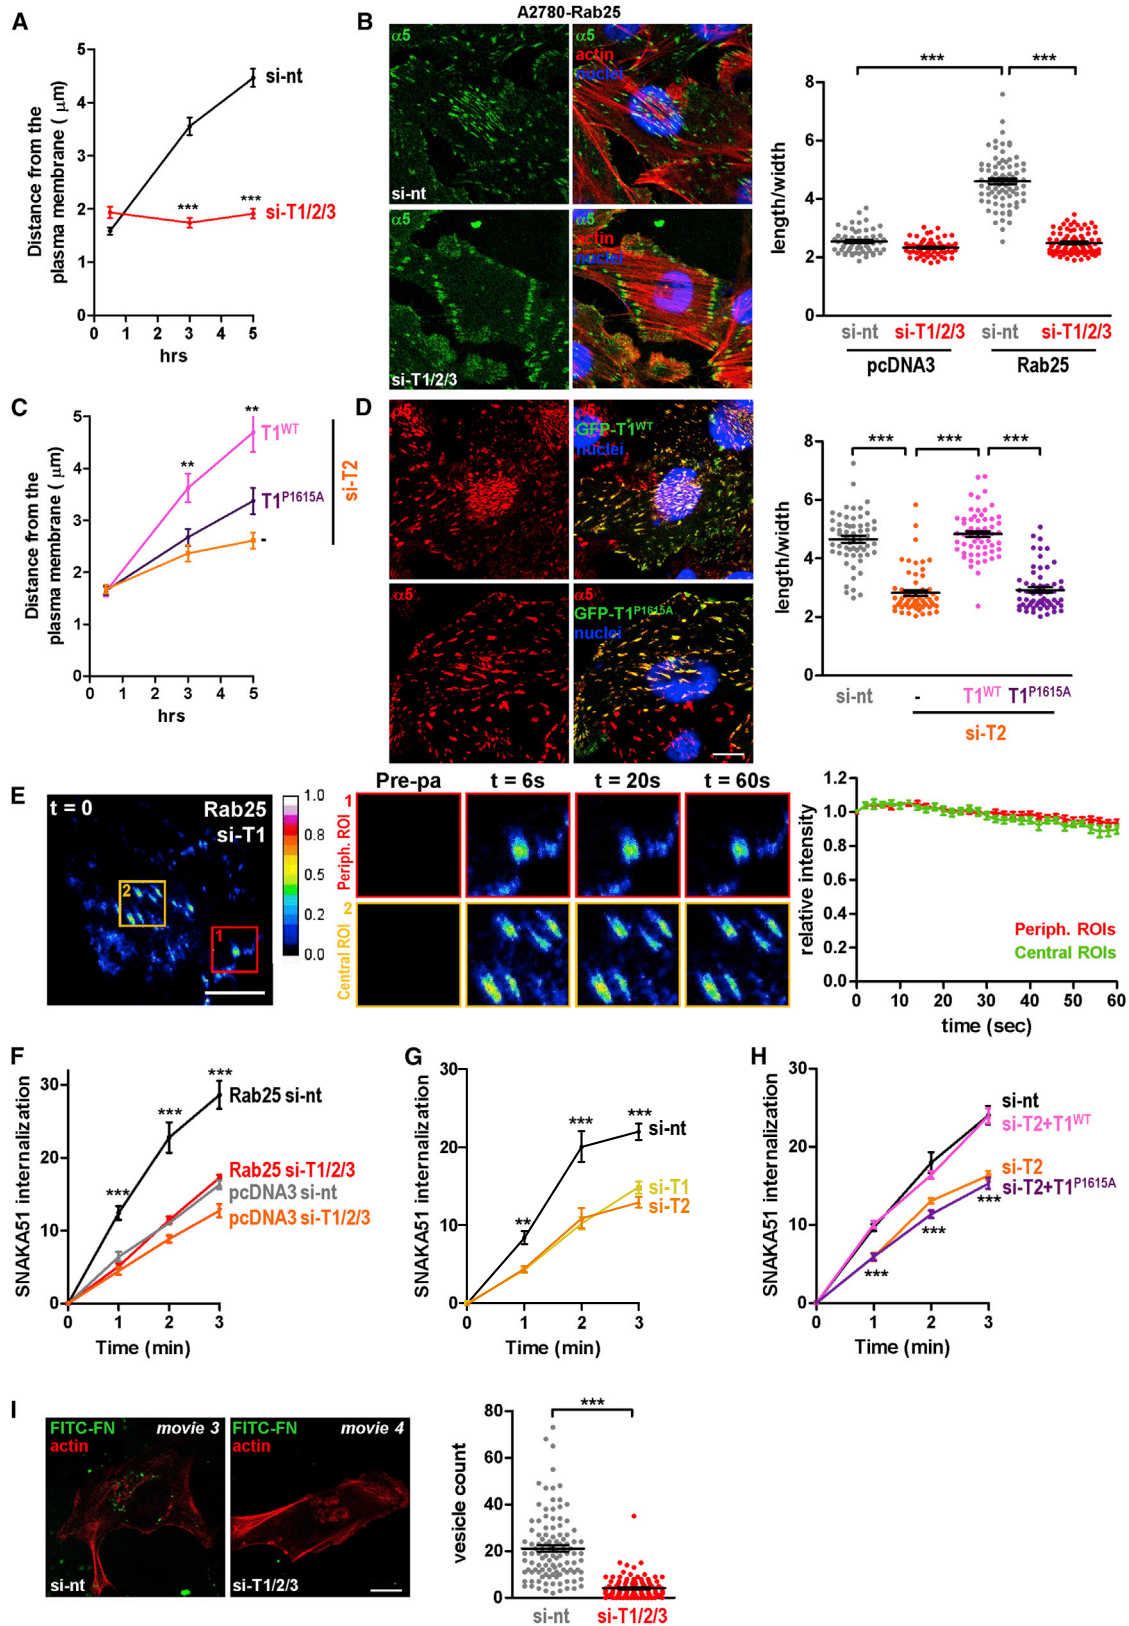 A
Distance from the
plasma membrane ( μm)
5
4
3
2
1
0
0 1 3 5
hrs
si-nt
***
***
si-T1/2/3
B
A2780-Rab25
α5
si-nt
α5
actin
nuclei
α5
si-T1/2/3
α5
actin
nuclei
length/width
8
6
4
2
0
***
***
si-nt si-T1/2/3 si-nt si-T1/2/3
pcDNA3 Rab25
C
Distance from the
plasma membrane ( μm)
5
4
3
2
1
0
0 1 3 5
hrs
**
**
T1WT
T1P1615A
-
si-T2
D
α5
α5
GFP-T1WT
nuclei
α5
α5
GFP-T1P1615A
nuclei
length/width
8
6
4
2
0
*** *** ***
si-nt - T1WT T1P1615A
si-T2
E
t = 0
Rab25
si-T1
2
1
1.0
0.8
0.5
0.2
0.0
Pre-pa t = 6s t = 20s t = 60s
1
Periph. ROI
2
Central ROI
relative intensity
1.2
1.0
0.8
0.6
0.4
0.2
0.0
0 10 20 30 40 50 60
time (sec)
Periph. ROIs
Central ROIs
F
SNAKA51 internalization
30
20
10
0
0 1 2 3
Time (min)
***
***
***
Rab25 si-nt
Rab25 si-T1/2/3
pcDNA3 si-nt
pcDNA3 si-T1/2/3
G
SNAKA51 internalization
30
20
10
0
0 1 2 3
Time (min)
**
***
***
si-nt
si-T1
si-T2
H
SNAKA51 internalization
30
20
10
0
0 1 2 3
Time (min)
si-nt
si-T2+T1WT
si-T2
si-T2+T1P1615A
***
***
***
I
FITC-FN movie 3
actin
si-nt
FITC-FN movie 4
actin
si-T1/2/3
vesicle count
80
60
40
20
0
***
si-nt si-T1/2/3